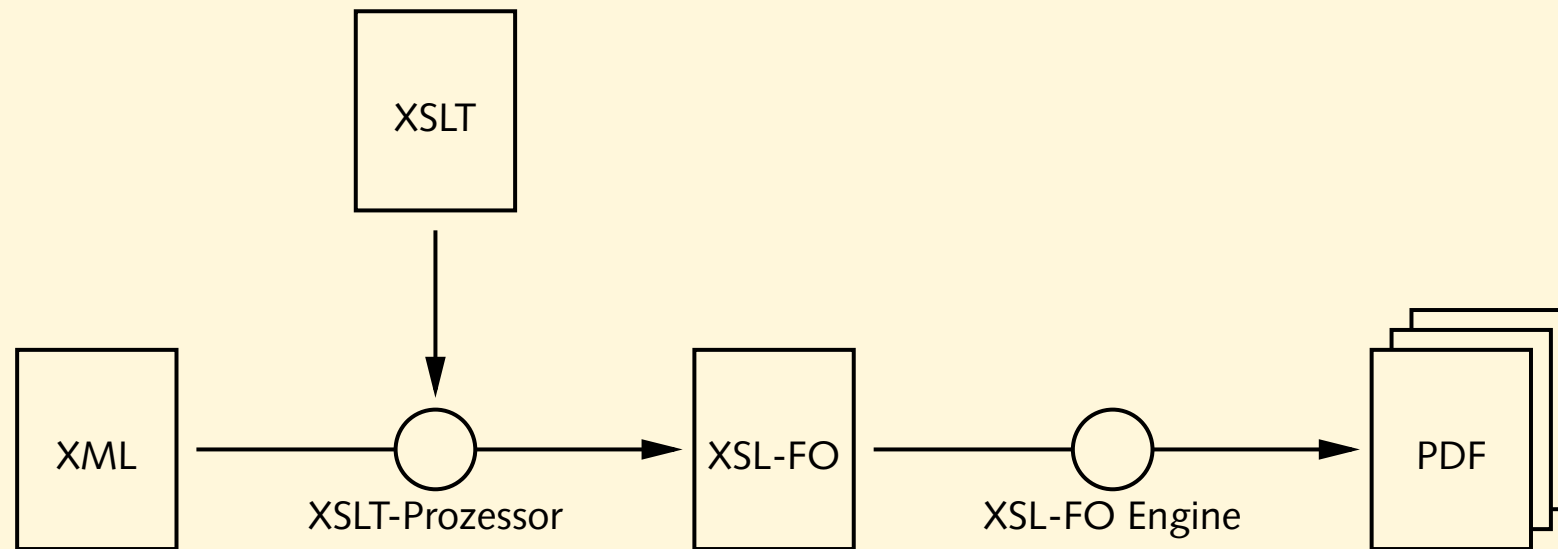 XSLT
XML
XSL-FO
PDF
XSLT-Prozessor
XSL-FO Engine